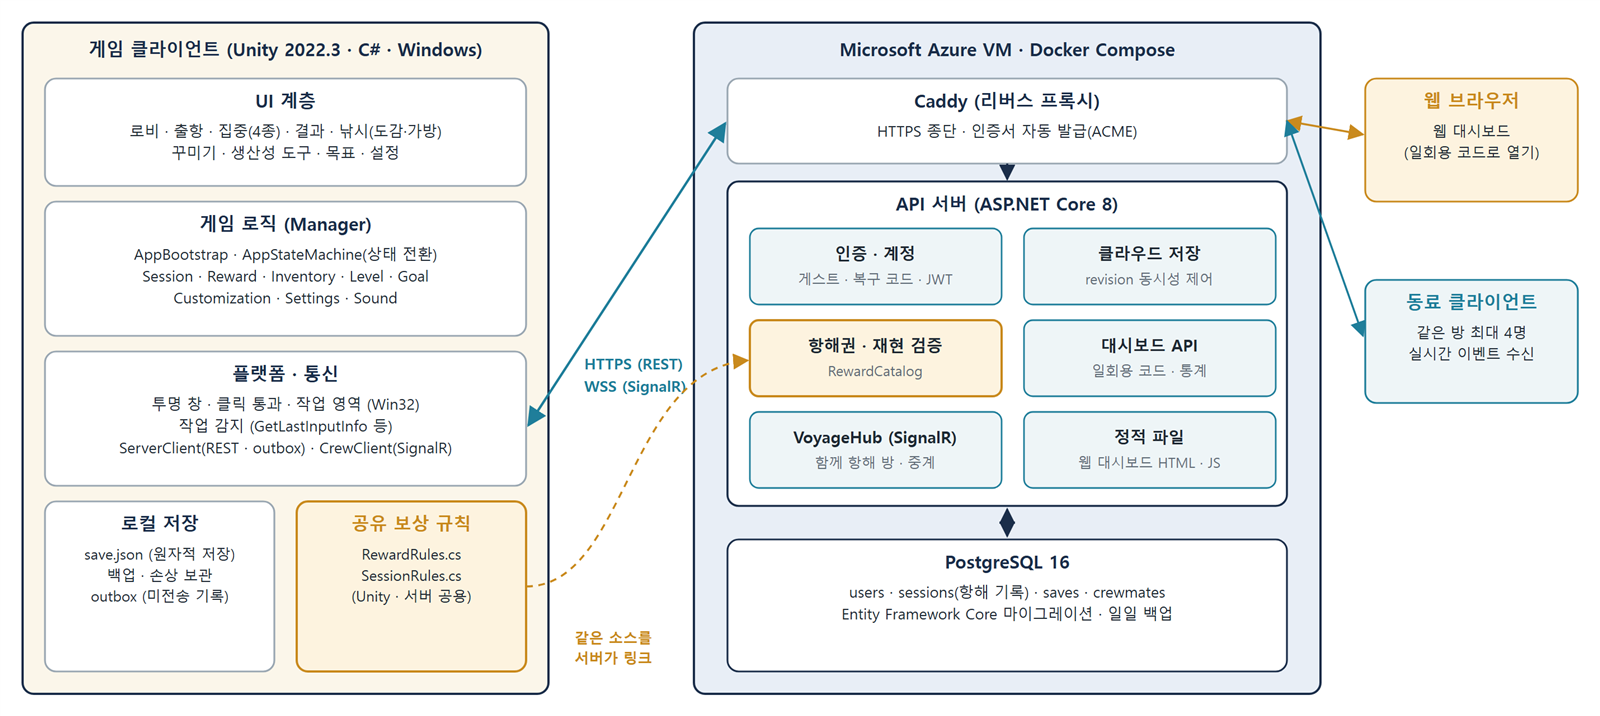 게임 클라이언트 (Unity 2022.3 · C# · Windows)
UI 계층
로비 · 출항 · 집중(4종) · 결과 · 낚시(도감·가방)
꾸미기 · 생산성 도구 · 목표 · 설정
게임 로직 (Manager)
AppBootstrap · AppStateMachine(상태 전환)
Session · Reward · Inventory · Level · Goal
Customization · Settings · Sound
플랫폼 · 통신
투명 창 · 클릭 통과 · 작업 영역 (Win32)
작업 감지 (GetLastInputInfo 등)
ServerClient(REST · outbox) · CrewClient(SignalR)
로컬 저장
save.json (원자적 저장)
백업 · 손상 보관
outbox (미전송 기록)
공유 보상 규칙
RewardRules.cs
SessionRules.cs
(Unity · 서버 공용)
HTTPS (REST)
WSS (SignalR)
같은 소스를
서버가 링크
Microsoft Azure VM · Docker Compose
Caddy (리버스 프록시)
HTTPS 종단 · 인증서 자동 발급(ACME)
API 서버 (ASP.NET Core 8)
인증 · 계정
게스트 · 복구 코드 · JWT
클라우드 저장
revision 동시성 제어
항해권 · 재현 검증
RewardCatalog
대시보드 API
일회용 코드 · 통계
VoyageHub (SignalR)
함께 항해 방 · 중계
정적 파일
웹 대시보드 HTML · JS
PostgreSQL 16
users · sessions(항해 기록) · saves · crewmates
Entity Framework Core 마이그레이션 · 일일 백업
웹 브라우저
웹 대시보드
(일회용 코드로 열기)
동료 클라이언트
같은 방 최대 4명
실시간 이벤트 수신